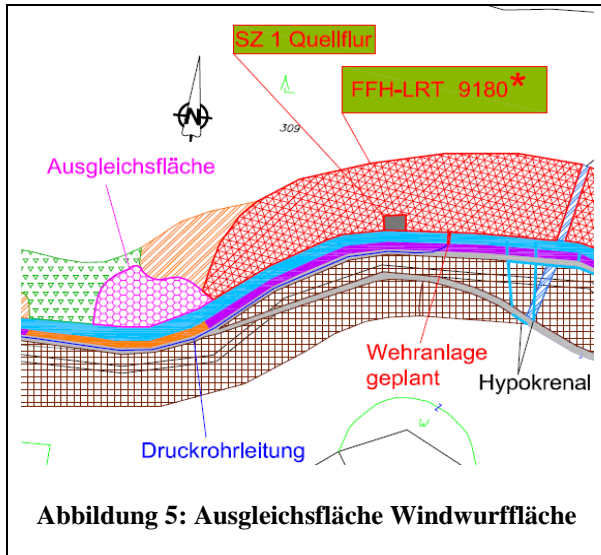 SZ 1 Quellflur
FFH-LRT 9180*
N
309
Ausgleichsfläche
Wehranlage
geplant
Hypokrenal
Druckrohrleitung
W
Abbildung 5: Ausgleichsfläche Windwurffläche